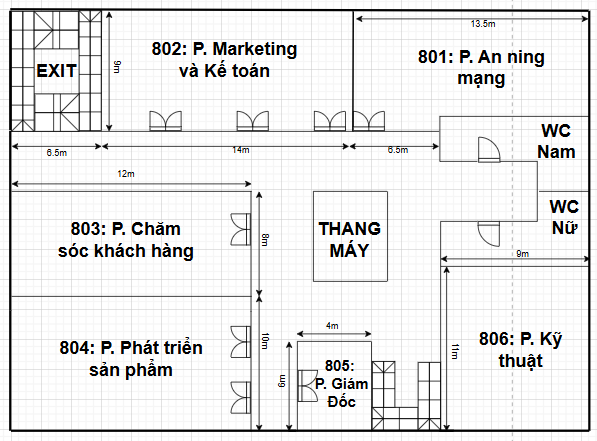 13.5m
802: P. Marketing
và Kế toán
801: P. An ning
mạng
EXIT
9m
WC
Nam
6.5m
14m
6.5m
12m
WC
Nữ
803: P. Chăm
sóc khách hàng
8m
THANG
MÁY
9m
4m
804: P. Phát triển
sản phẩm
10m
6m
805:
P. Giám
Đốc
11m
806: P. Kỹ
thuật